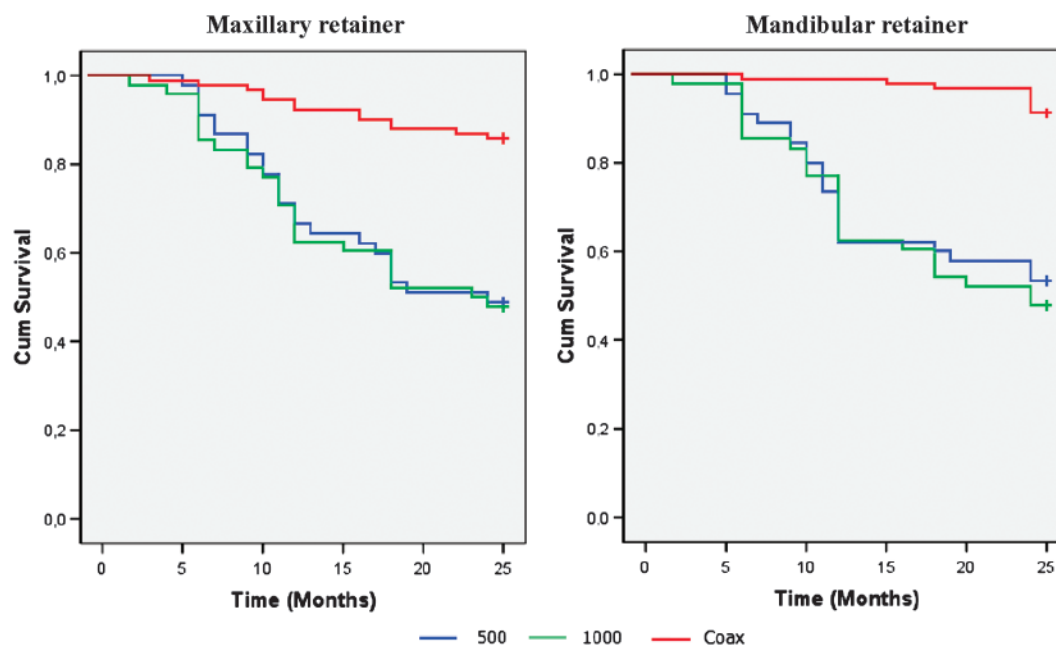 Maxillary retainer
1,0
0,8
0,6
0,4
0,2
0,0
Cum Survival
0 5 10 15 20 25
Time (Months)
Mandibular retainer
1,0
0,8
0,6
0,4
0,2
0.0
Cum Survival
0 5 10 15 20 25
Time (Months)
500 1000 Coax